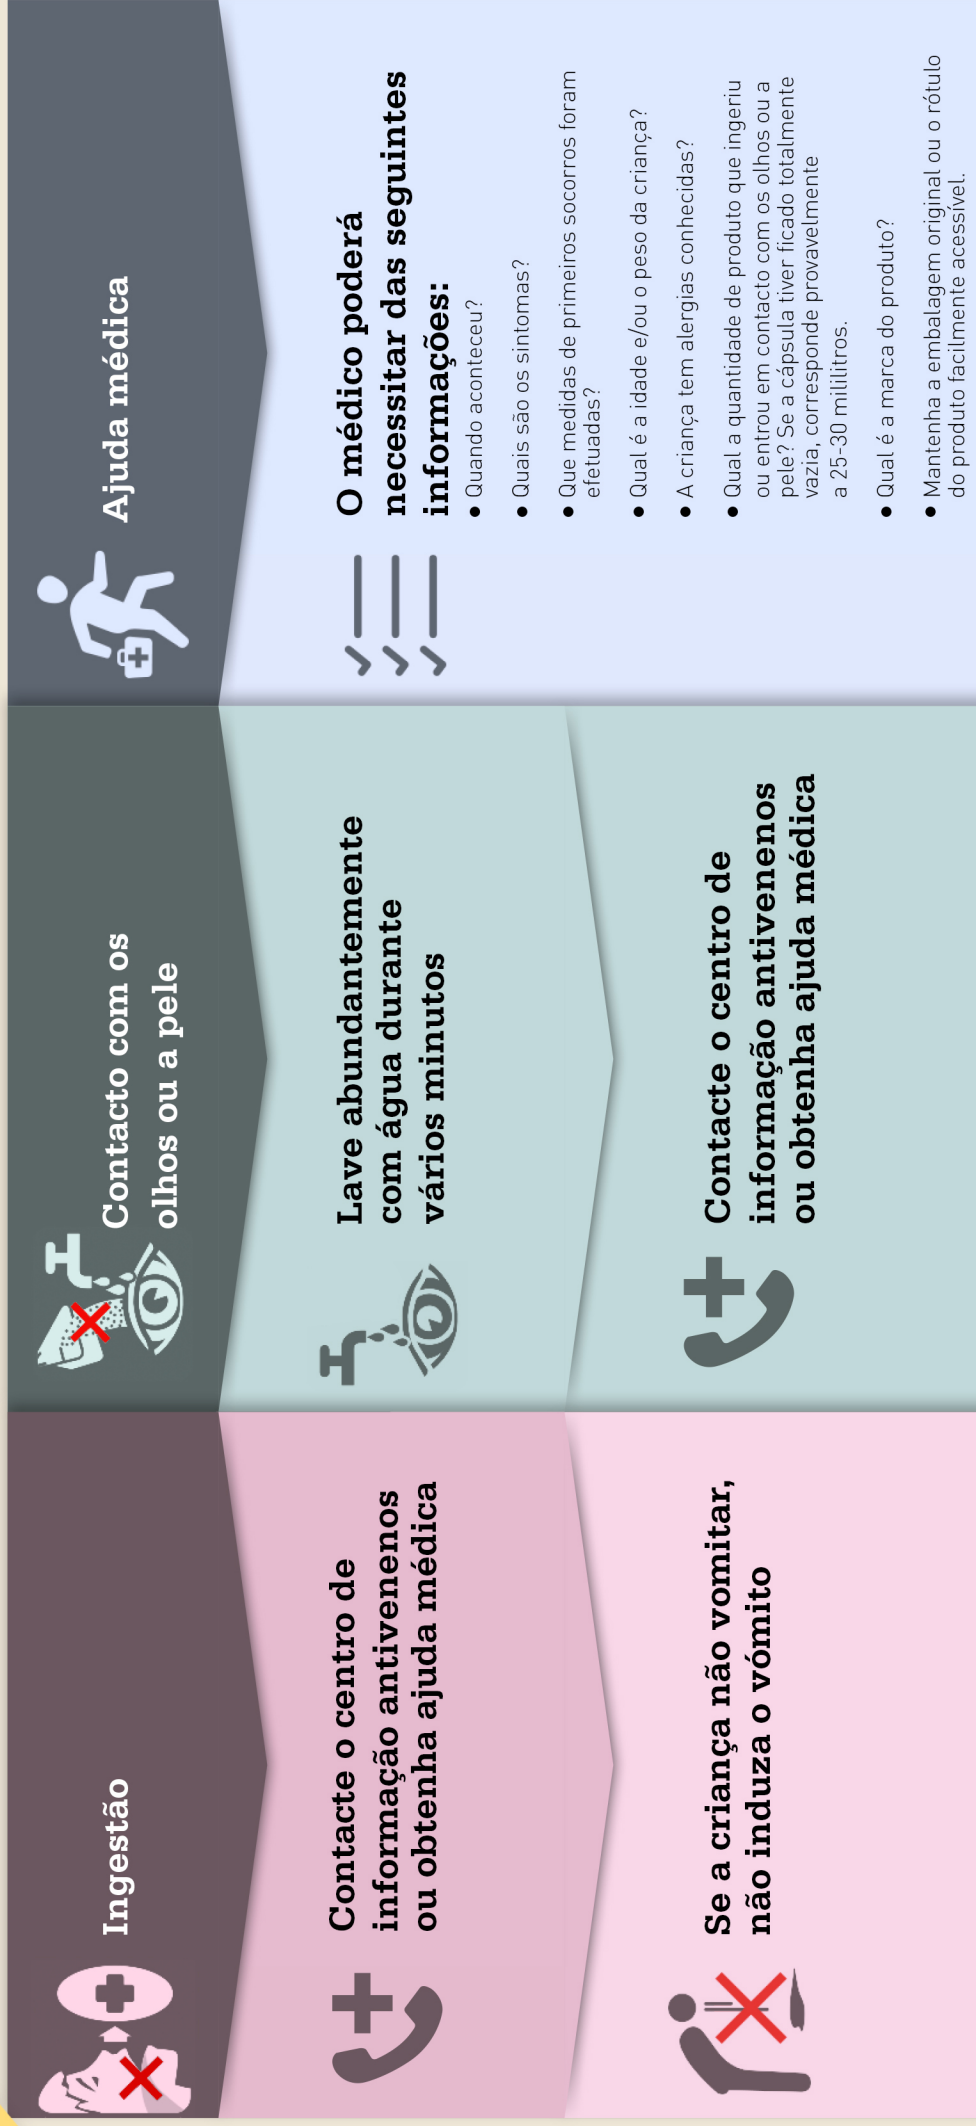 Ingestão
Contacte o centro de
informação antivenenos
ou obtenha ajuda médica
Se a criança não vomitar,
não induza o vómito
Contacto com os
olhos ou a pele
Lave abundantemente
com água durante
vários minutos
Contacte o centro de
informação antivenenos
ou obtenha ajuda médica
Ajuda médica
O médico poderá
necessitar das seguintes
informações:
• Quando aconteceu?
• Quais são os sintomas?
• Que medidas de primeiros socorros foram
efetuadas?
• Qual é a idade e/ou o peso da criança?
• A criança tem alergias conhecidas?
• Qual a quantidade de produto que ingeriu
ou entrou em contacto com os olhos ou a
pele? Se a cápsula tiver ficado totalmente
vazia, corresponde provavelmente
a 25-30 mililitros.
• Qual é a marca do produto?
• Mantenha a embalagem original ou o rótulo
do produto facilmente acessível.